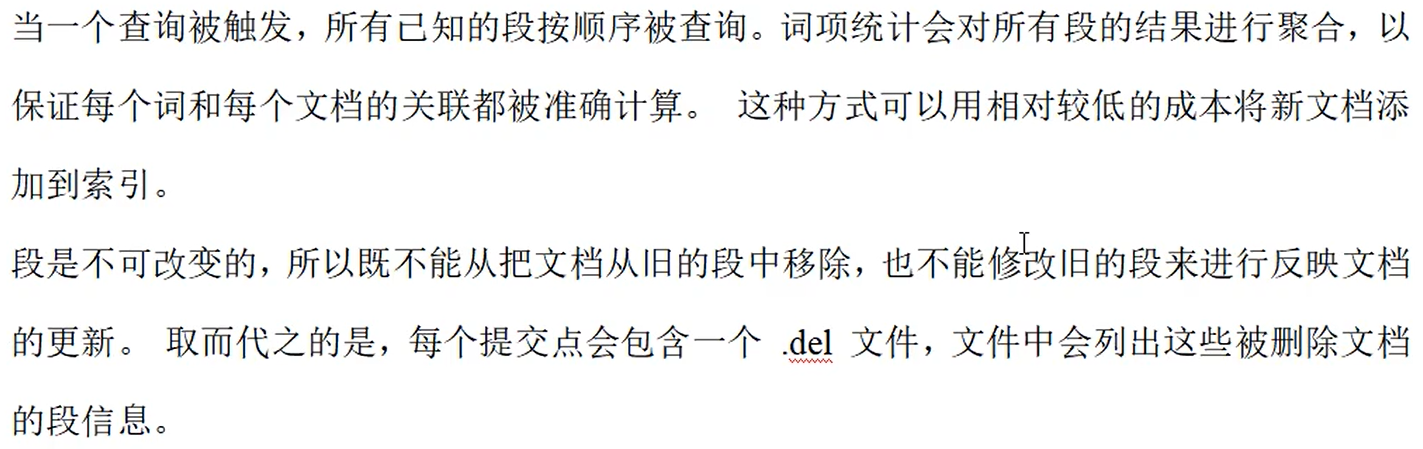 当一个查询被触发，所有已知的段按顺序被查询。词项统计会对所有段的结果进行聚合，以
保证每个词和每个文档的关联都被准确计算。 这种方式可以用相对较低的成本将新文档添
加到索引。
段是不可改变的，所以既不能从把文档从旧的段中移除，也不能修改旧的段来进行反映文档
的更新。 取而代之的是，每个提交点会包含一个 .del 文件，文件中会列出这些被删除文档
的段信息。